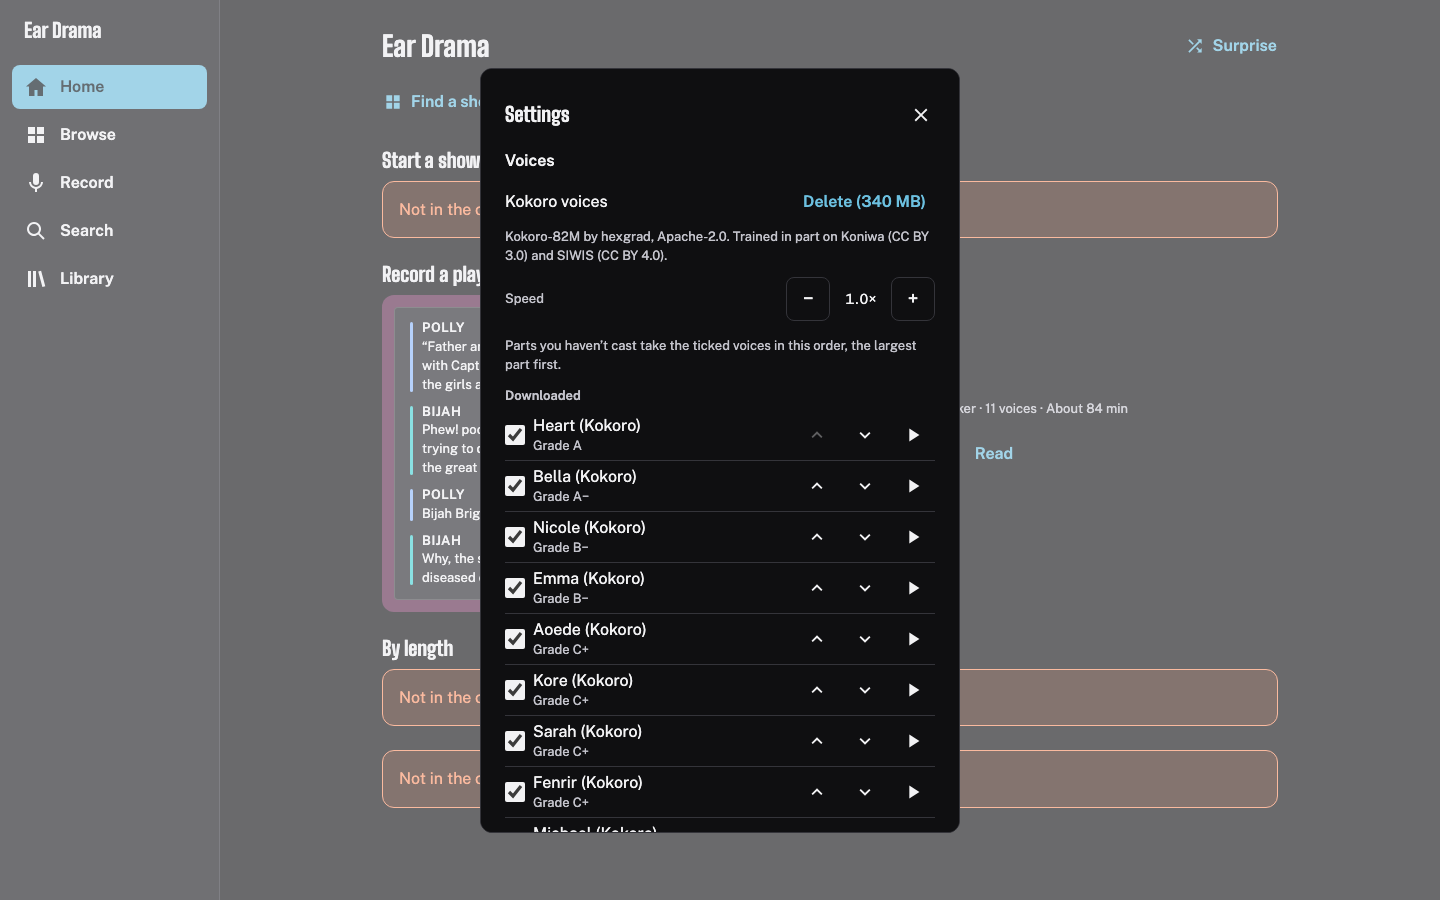 Ear Drama
Home
Browse
Record
Search
Library
Ear Drama
Surprise
Find a sh
Start a show
Not in the
Record a play
POLLY
“Father a
with Capt
the girls a
BIJAH
Phew! poo
trying to
the great
POLLY
Bijah Brig
BIJAH
Why, the s
diseased
ker · 11 voices · About 84 min
Read
By length
Not in the
Not in the
Settings
Voices
Kokoro voices
Delete (340 MB)
Kokoro-82M by hexgrad, Apache-2.0. Trained in part on Koniwa (CC BY
3.0) and SIWIS (CC BY 4.0).
Speed
− 1.0× +
Parts you haven’t cast take the ticked voices in this order, the largest
part first.
Downloaded
Heart (Kokoro)
Grade A
Bella (Kokoro)
Grade A−
Nicole (Kokoro)
Grade B−
Emma (Kokoro)
Grade B−
Aoede (Kokoro)
Grade C+
Kore (Kokoro)
Grade C+
Sarah (Kokoro)
Grade C+
Fenrir (Kokoro)
Grade C+
Michael (Kokoro)